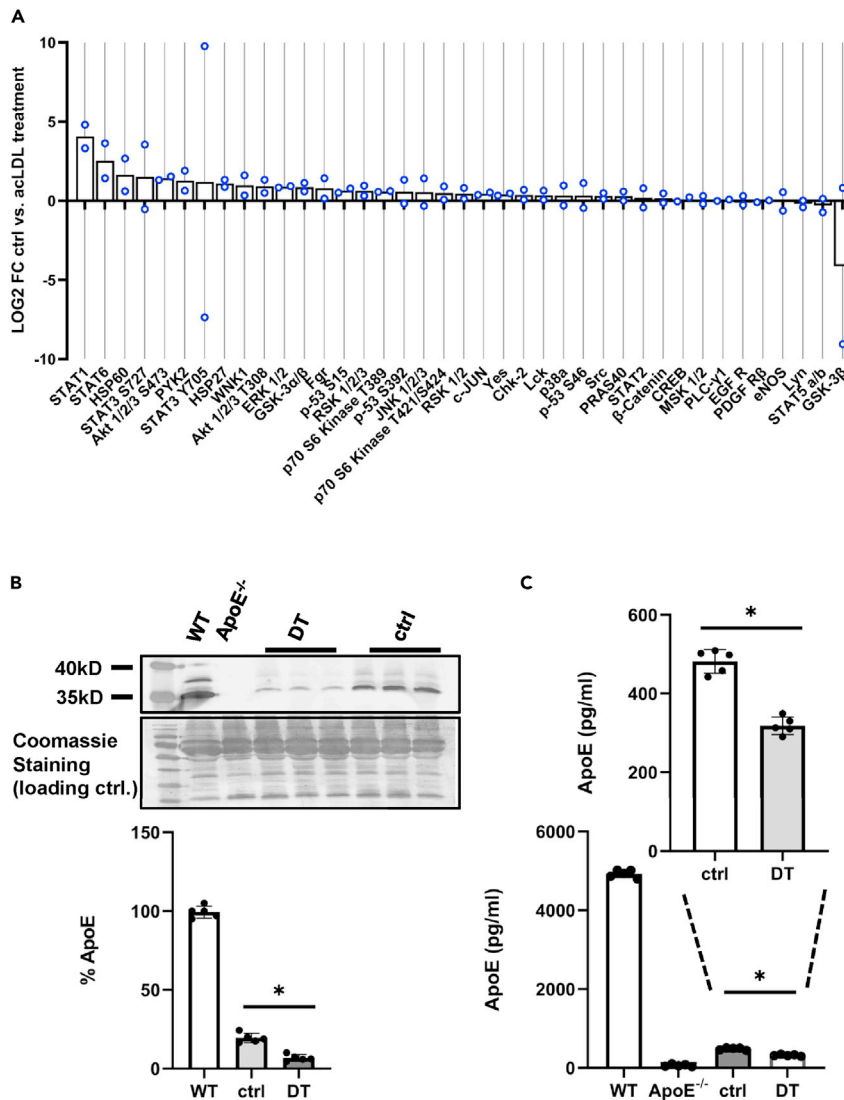 A
LOG2 FC ctrl vs. acLDL treatment
10
5
0
-5
-10
STAT1
STAT6
HSP60
STAT3 S727
Akt 1/2/3 S473
PYK2
STAT3 Y705
HSP27
WNK1
Akt 1/2/3 T308
ERK 1/2
GSK-3α/β
Fgr
p-53 S15
RSK 1/2/3
p70 S6 Kinase T389
p-53 S392
JNK 1/2/3
p70 S6 Kinase T421/S424
RSK 1/2
c-JUN
Yes
Chk-2
Lck
p38a
p-53 S46
Src
PRAS40
STAT2
β-Catenin
CREB
MSK 1/2
PLC-γ1
EGF R
PDGF Rβ
eNOS
Lyn
STAT5 a/b
GSK-3β
B
WT
ApoE-/-
DT
ctrl
40kD
35kD
Coomassie
Staining
(loading ctrl.)
% ApoE
150
100
50
0
*
WT
ctrl
DT
C
ApoE (pg/ml)
600
400
200
0
*
ctrl
DT
ApoE (pg/ml)
6000
4000
2000
0
*
WT
ApoE-/-
ctrl
DT